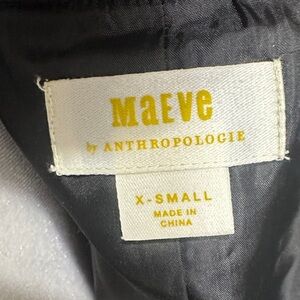 MaEVe
by ANTHROPOLOGIE
X-SMALL
MADE IN
CHINA